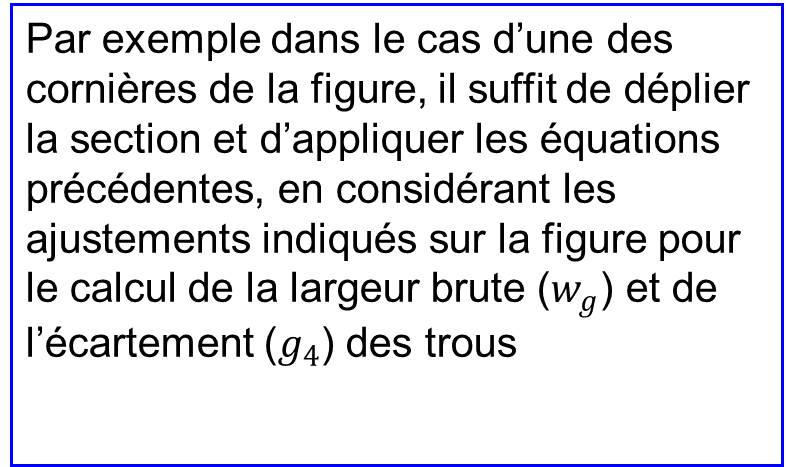 Par exemple dans le cas d’une des
cornières de la figure, il suffit de déplier
la section et d’appliquer les équations
précédentes, en considérant les
ajustements indiqués sur la figure pour
le calcul de la largeur brute (w_g) et de
l’écartement (g_4) des trous